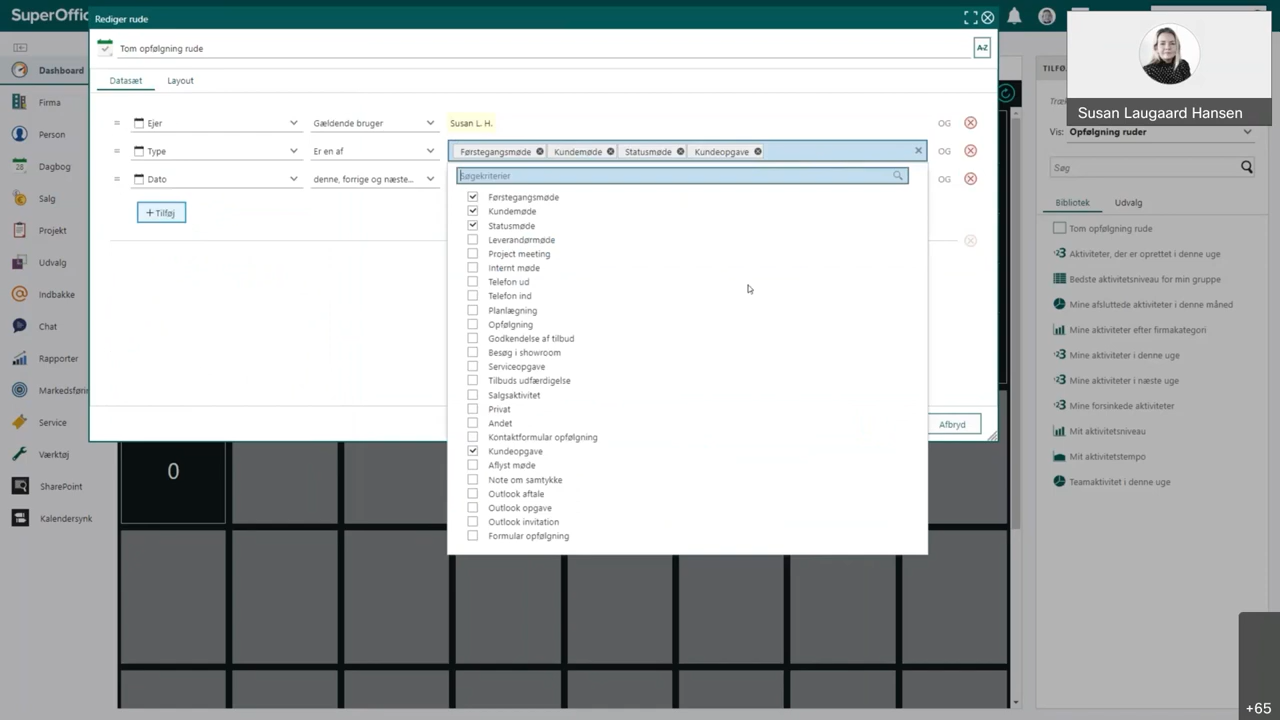 SuperOffic
Rediger rude
Tom opfølgning rude
Datasæt
Layout
Ejer
Gældende bruger
Susan L. H.
OG
Type
Er en af
Førstegangsmøde
Kundemøde
Statusmøde
Kundeopgave
OG
Dato
denne, forrige og næste...
OG
+ Tilføj
Søgekriterier
Førstegangsmøde
Kundemøde
Statusmøde
Leverandørmøde
Project meeting
Internt møde
Telefon ud
Telefon ind
Planlægning
Opfølgning
Godkendelse af tilbud
Besøg i showroom
Serviceopgave
Tilbuds udfærdigelse
Salgsaktivitet
Privat
Andet
Kontaktformular opfølgning
Kundeopgave
Aflyst møde
Note om samtykke
Outlook aftale
Outlook opgave
Outlook invitation
Formular opfølgning
Afbryd
Dashboard
Firma
Person
Dagbog
Salg
Projekt
Udvalg
Indbakke
Chat
Rapporter
Markedsførin
Service
Værktøj
SharePoint
Kalendersynk
0
Susan Laugaard Hansen
TILFØ
Træk
Vis: Opfølgning ruder
Søg
Bibliotek
Udvalg
Tom opfølgning rude
Aktiviteter, der er oprettet i denne uge
Bedste aktivitetsniveau for min gruppe
Mine afsluttede aktiviteter i denne måned
Mine aktiviteter efter firmakategori
Mine aktiviteter i denne uge
Mine aktiviteter i næste uge
Mine forsinkede aktiviteter
Mit aktivitetsniveau
Mit aktivitetstempo
Teamaktivitet i denne uge
+65